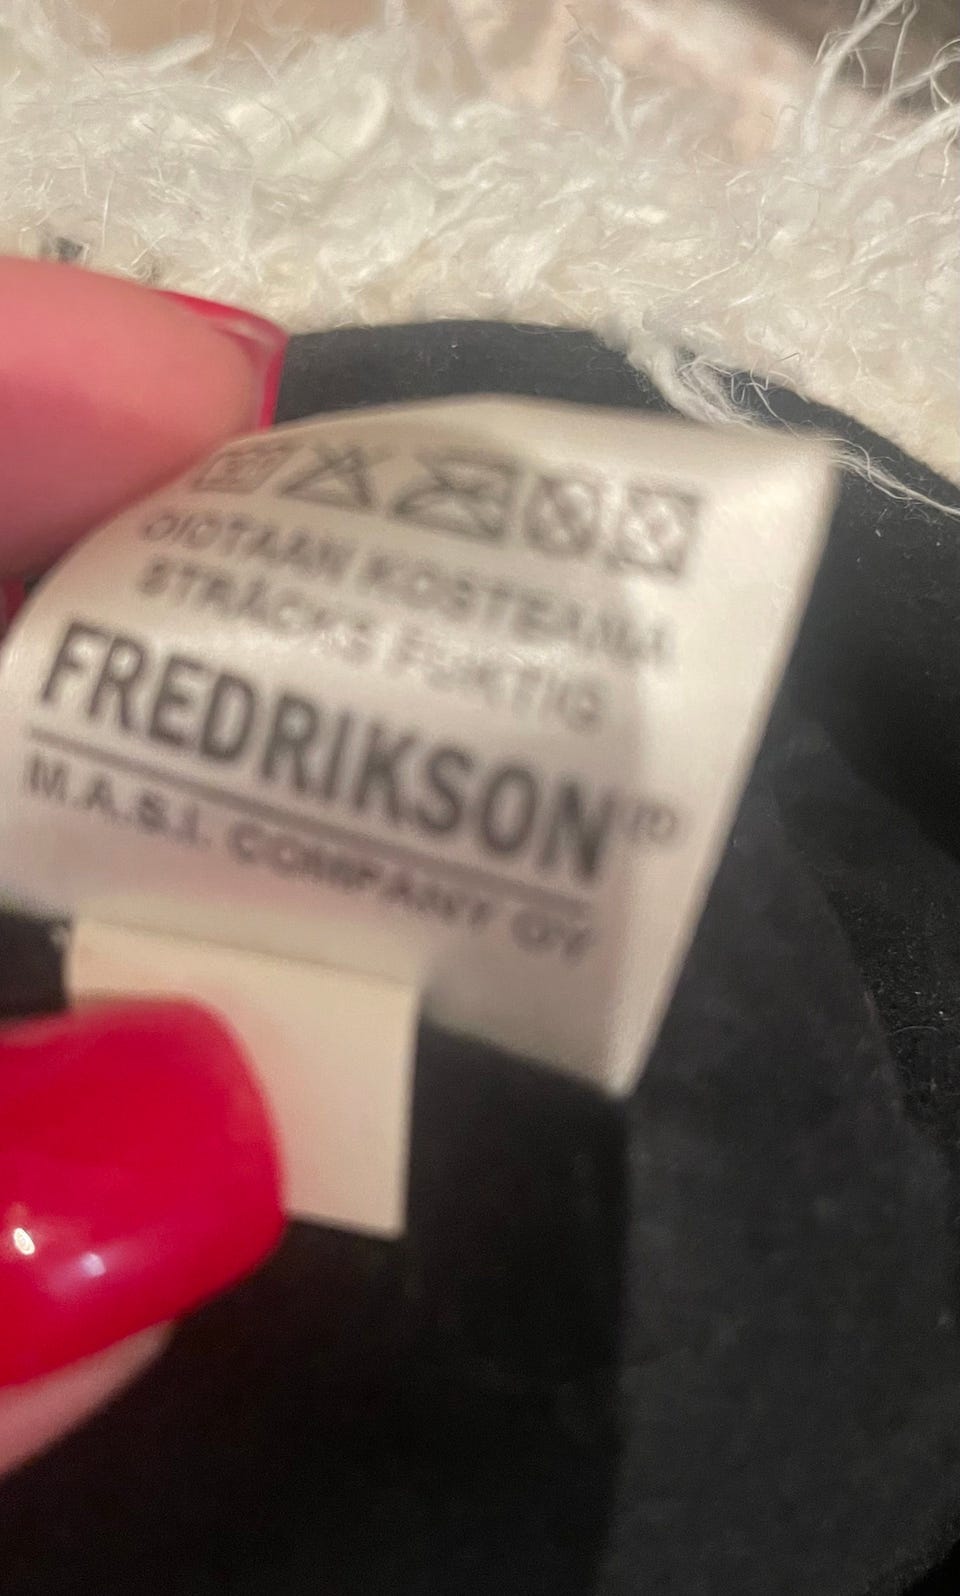 OIOTAAN KOSTEANA
STRÄCKS FUKTIG
FREDRIKSON
M.A.S.I. COMPANY OY